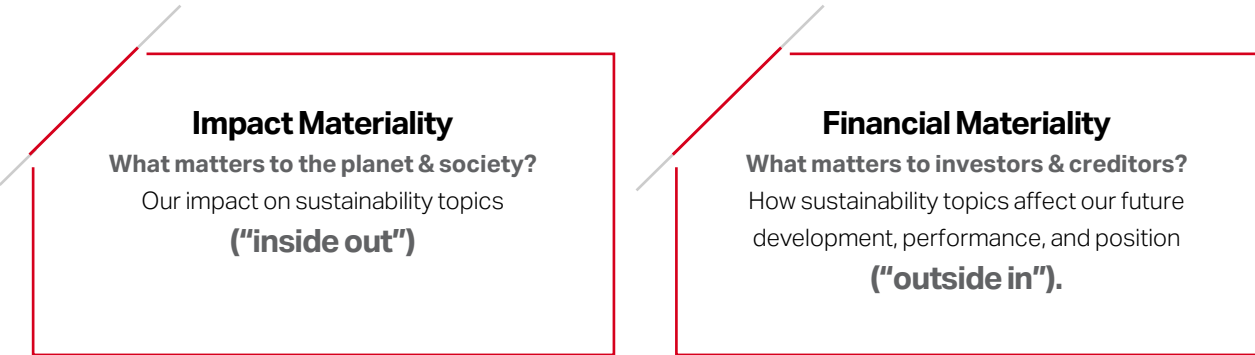 Impact Materiality
What matters to the planet & society?
Our impact on sustainability topics
(“inside out”)
Financial Materiality
What matters to investors & creditors?
How sustainability topics affect our future
development, performance, and position
(“outside in”).